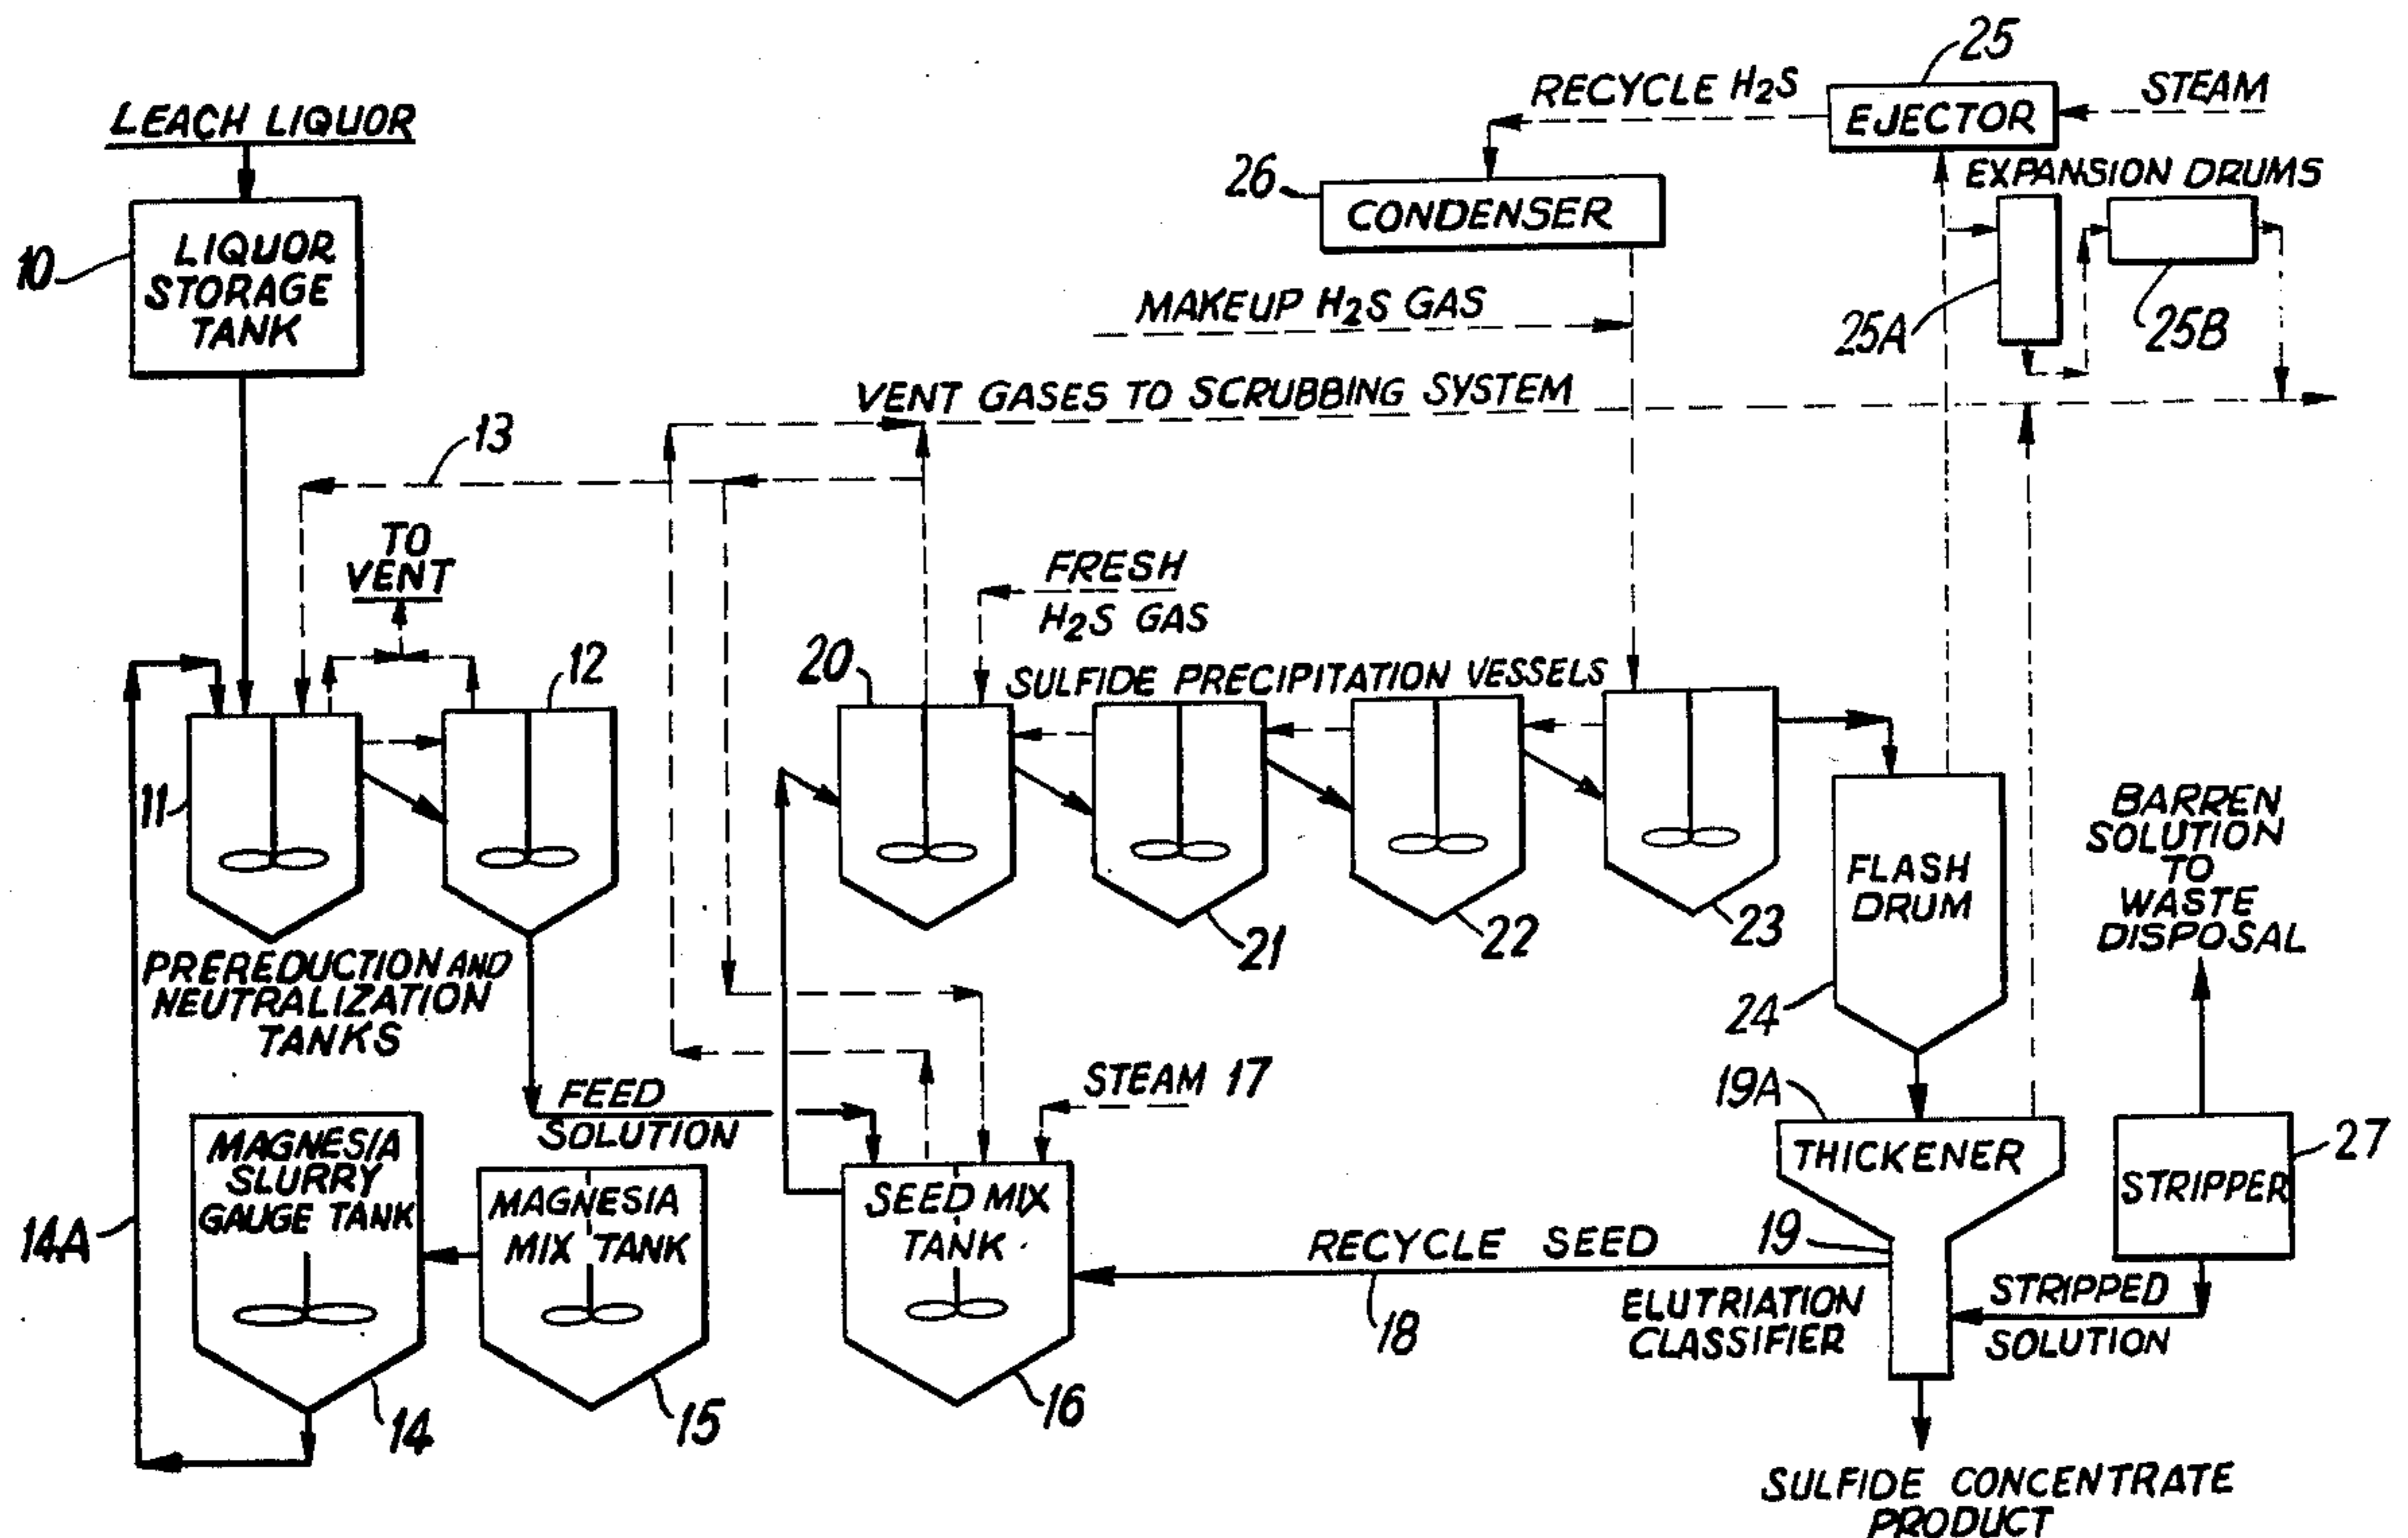 LEACH LIQUOR
10
LIQUOR
STORAGE
TANK
13
TO
VENT
11
12
PREREDUCTION AND
NEUTRALIZATION
TANKS
14A
MAGNESIA
SLURRY
GAUGE TANK
14
MAGNESIA
MIX TANK
15
FEED
SOLUTION
25
RECYCLE H2S
EJECTOR
STEAM
26
CONDENSER
EXPANSION DRUMS
25A
25B
MAKEUP H2S GAS
VENT GASES TO SCRUBBING SYSTEM
FRESH
H2S GAS
20
SULFIDE PRECIPITATION VESSELS
21
22
23
FLASH
DRUM
24
BARREN
SOLUTION
TO
WASTE
DISPOSAL
STEAM 17
SEED MIX
TANK
16
RECYCLE SEED
18
19A
THICKENER
19
ELUTRIATION
CLASSIFIER
27
STRIPPER
STRIPPED
SOLUTION
SULFIDE CONCENTRATE
PRODUCT